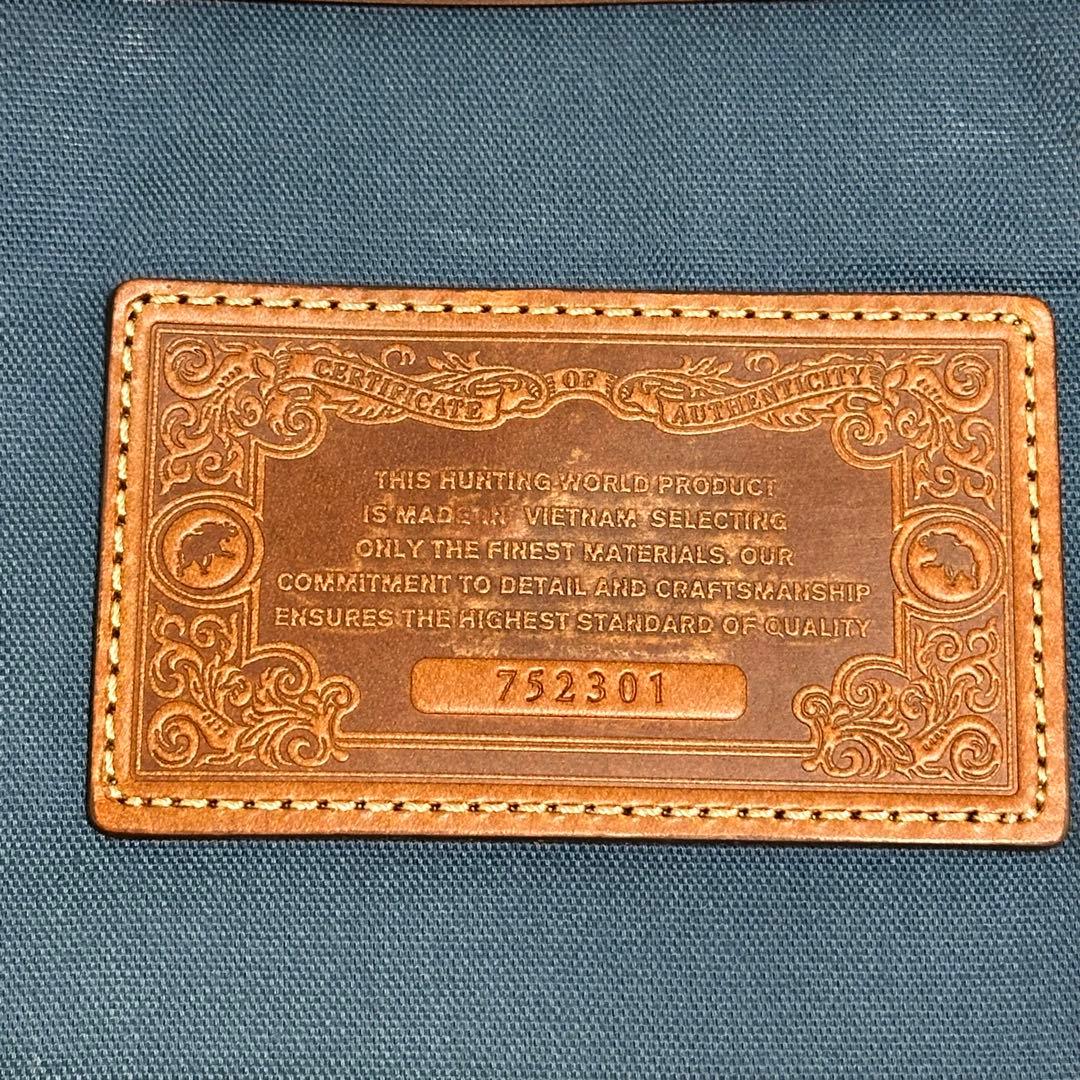 CERTIFICATE OF AUTHENTICITY
THIS HUNTING WORLD PRODUCT
IS MADE IN VIETNAM SELECTING
ONLY THE FINEST MATERIALS. OUR
COMMITMENT TO DETAIL AND CRAFTSMANSHIP
ENSURES THE HIGHEST STANDARD OF QUALITY
752301